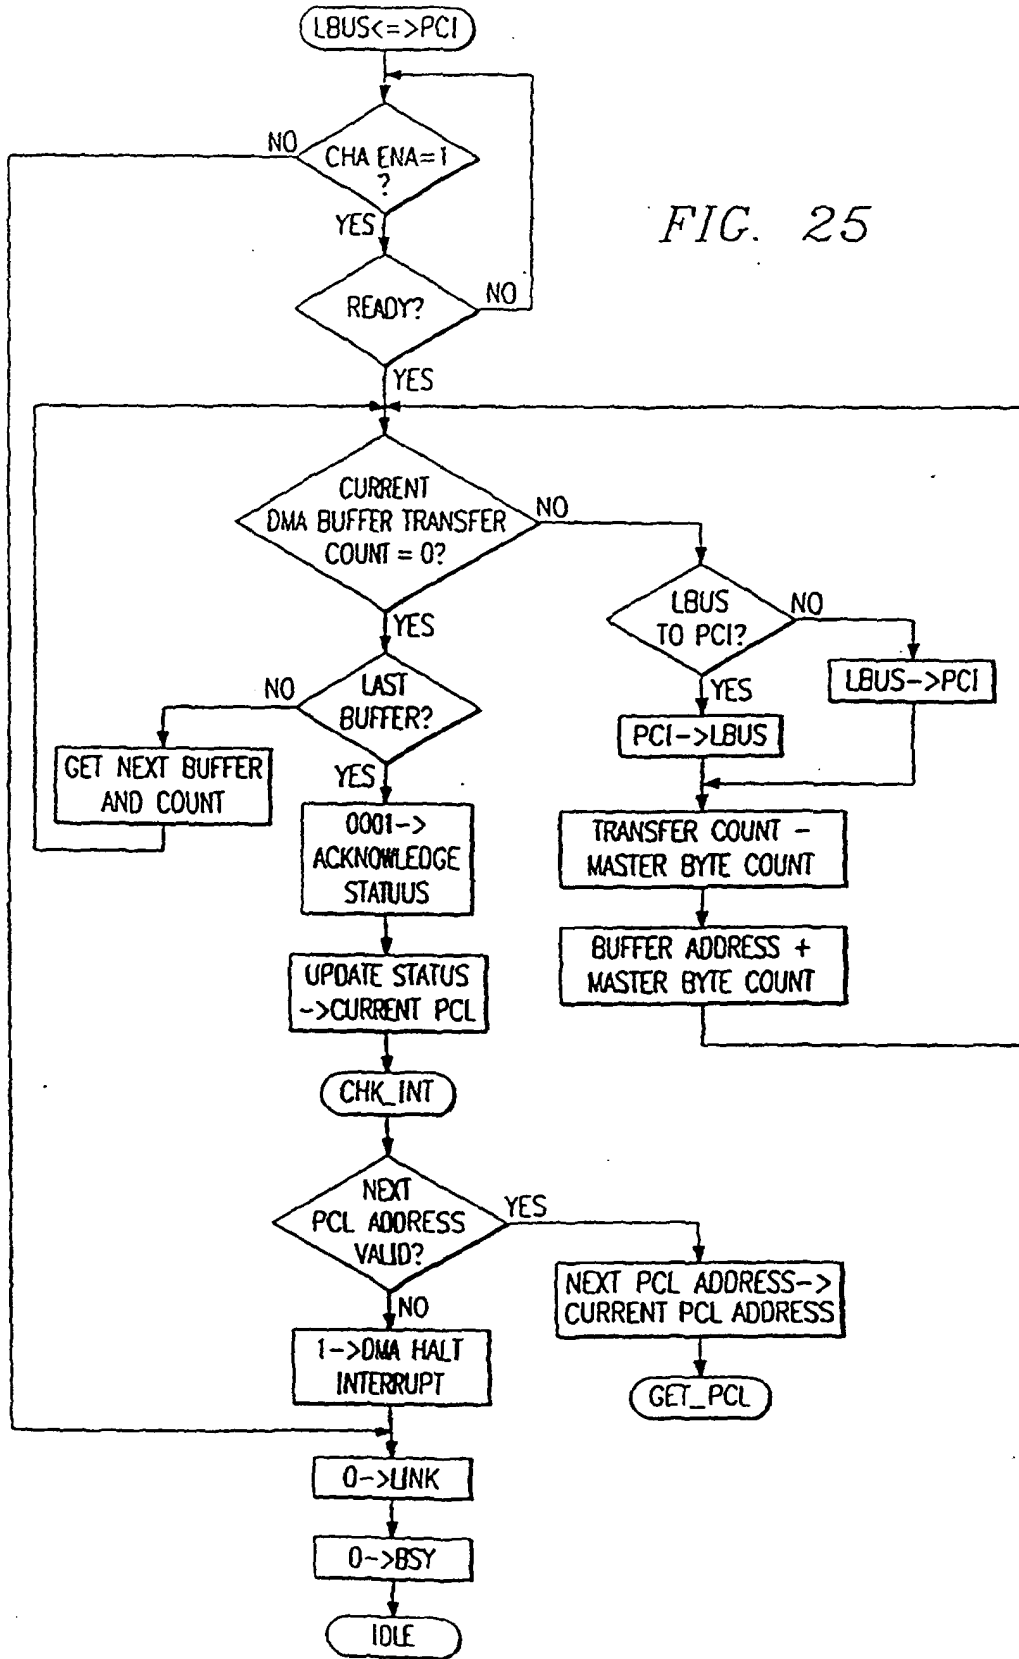 LBUS<=>PCI
NO
CHA ENA=1
?
YES
FIG. 25
READY?
NO
YES
CURRENT
DMA BUFFER TRANSFER
COUNT = 0?
NO
YES
LBUS
TO PCI?
NO
LBUS->PCI
YES
PCI->LBUS
NO
LAST
BUFFER?
GET NEXT BUFFER
AND COUNT
YES
0001->
ACKNOWLEDGE
STATUUS
TRANSFER COUNT -
MASTER BYTE COUNT
BUFFER ADDRESS +
MASTER BYTE COUNT
UPDATE STATUS
->CURRENT PCL
CHK_INT
NEXT
PCL ADDRESS
VALID?
YES
NEXT PCL ADDRESS->
CURRENT PCL ADDRESS
NO
1->DMA HALT
INTERRUPT
GET_PCL
0->LINK
0->BSY
IDLE